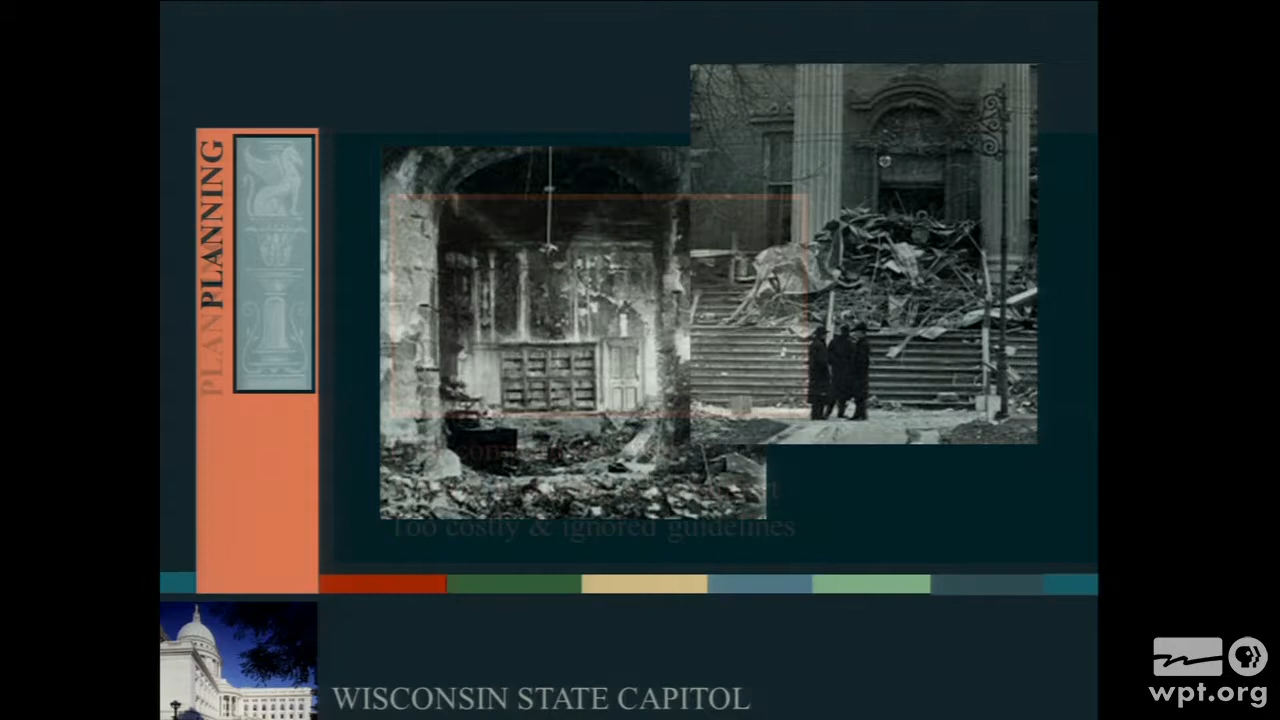 PLANNING
PLAN
Too costly & ignored guidelines
WISCONSIN STATE CAPITOL
wpt.org